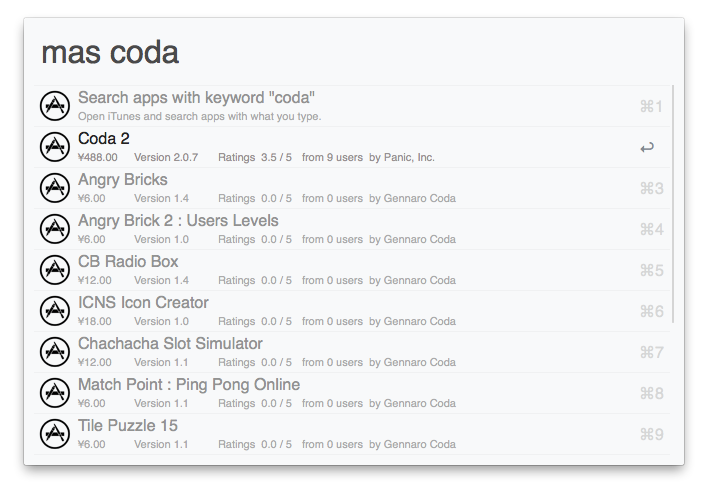 mas coda
Search apps with keyword "coda"
Open iTunes and search apps with what you type.
⌘1
Coda 2
¥488.00 Version 2.0.7 Ratings 3.5 / 5 from 9 users by Panic, Inc.
↩
Angry Bricks
¥6.00 Version 1.4 Ratings 0.0 / 5 from 0 users by Gennaro Coda
⌘3
Angry Brick 2 : Users Levels
¥6.00 Version 1.0 Ratings 0.0 / 5 from 0 users by Gennaro Coda
⌘4
CB Radio Box
¥12.00 Version 1.4 Ratings 0.0 / 5 from 0 users by Gennaro Coda
⌘5
ICNS Icon Creator
¥18.00 Version 1.0 Ratings 0.0 / 5 from 0 users by Gennaro Coda
⌘6
Chachacha Slot Simulator
¥12.00 Version 1.1 Ratings 0.0 / 5 from 0 users by Gennaro Coda
⌘7
Match Point : Ping Pong Online
¥6.00 Version 1.1 Ratings 0.0 / 5 from 0 users by Gennaro Coda
⌘8
Tile Puzzle 15
¥6.00 Version 1.1 Ratings 0.0 / 5 from 0 users by Gennaro Coda
⌘9